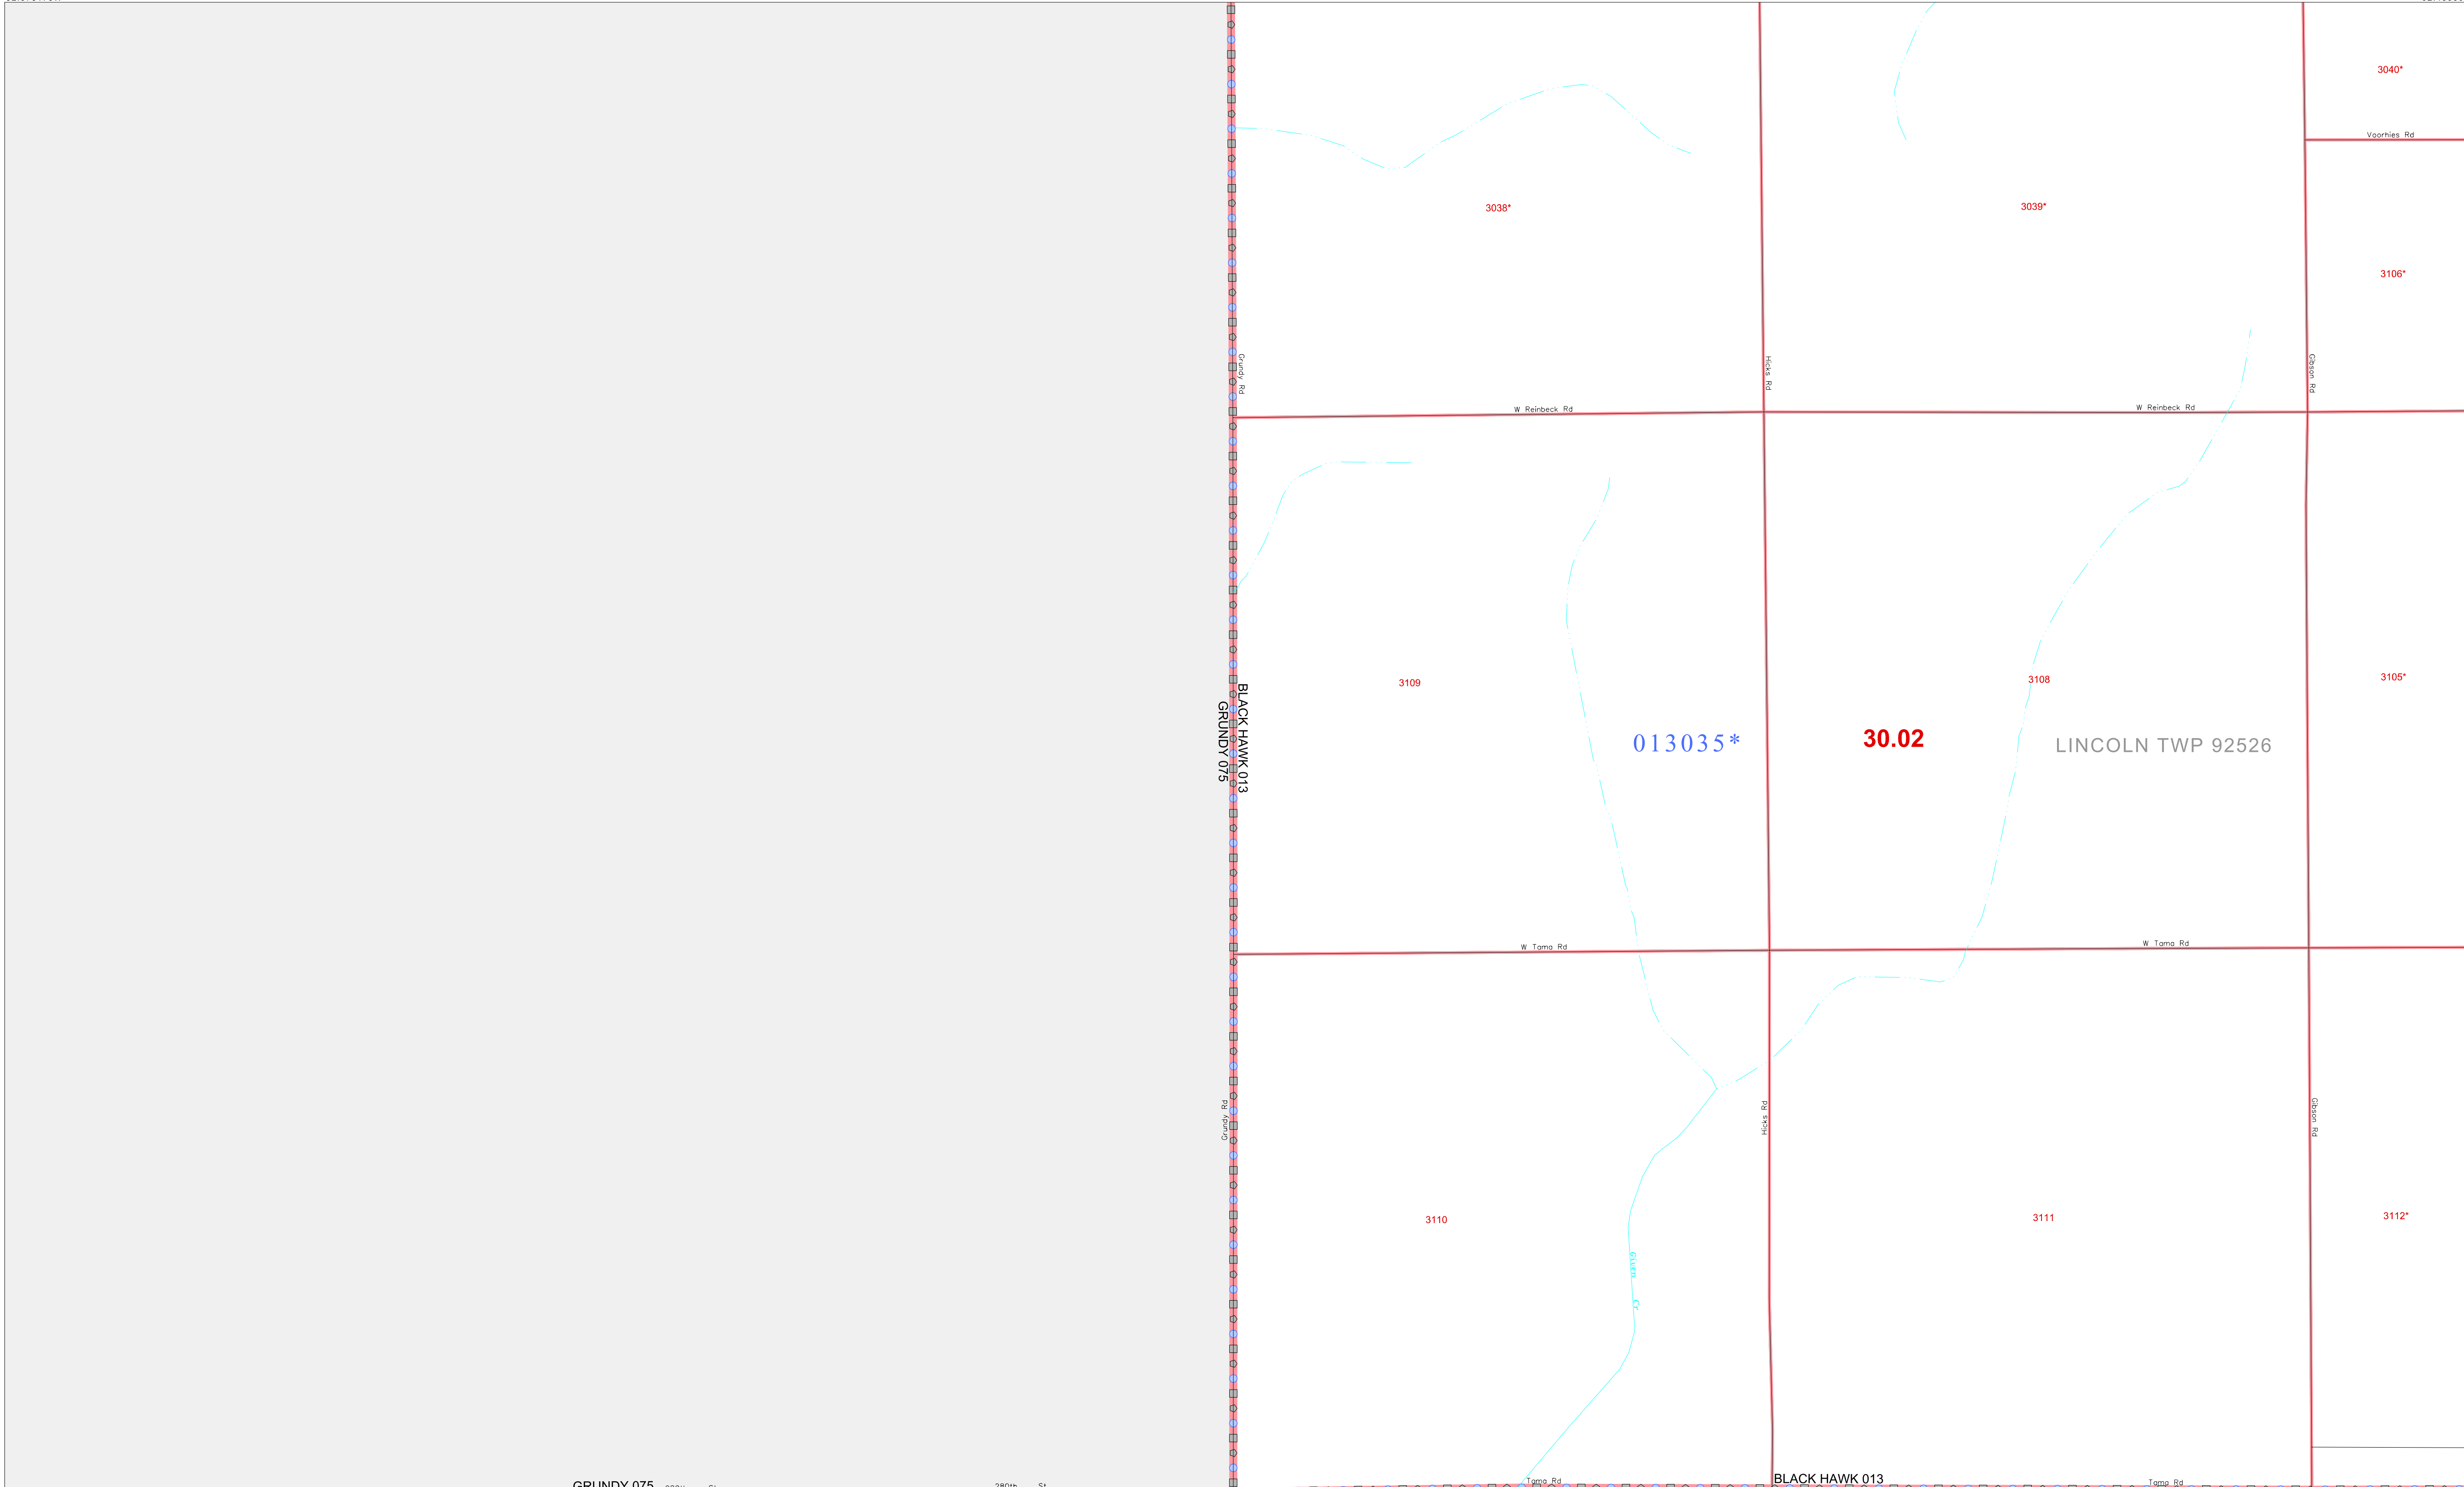 3040*
Voorhies Rd
3038*
3039*
3106*
Grundy Rd
Hicks Rd
Gibson Rd
W Reinbeck Rd
W Reinbeck Rd
3109
3108
3105*
BLACK HAWK 013
GRUNDY 075
013035*
30.02
LINCOLN TWP 92526
W Tama Rd
W Tama Rd
Grundy Rd
Hicks Rd
Gibson Rd
3110
3111
3112*
Tama Rd
BLACK HAWK 013
Tama Rd
GRUNDY 075
280th St